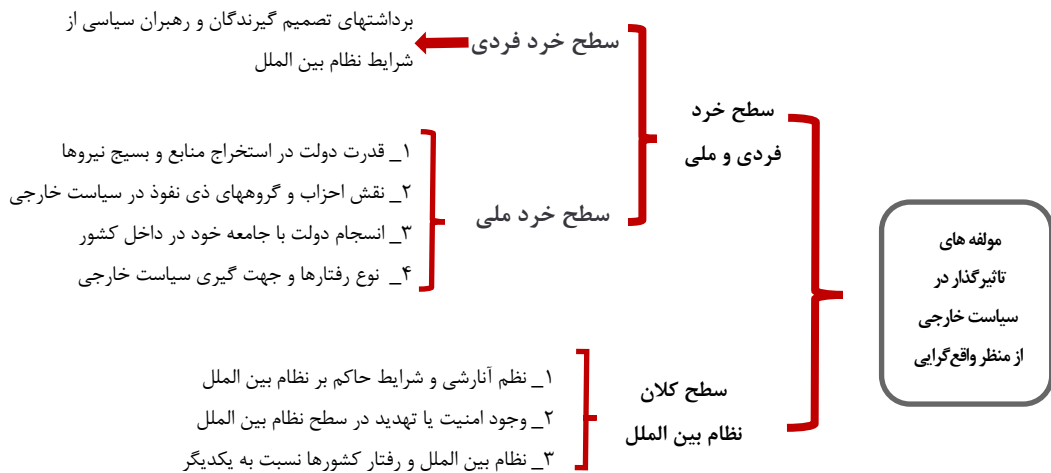 مولفه های
تاثیرگذار در
سیاست خارجی
از منظر واقع‌گرایی
سطح خرد
فردی و ملی
سطح خرد فردی
برداشتهای تصمیم گیرندگان و رهبران سیاسی از
شرایط نظام بین الملل
سطح خرد ملی
۱_ قدرت دولت در استخراج منابع و بسیج نیروها
۲_ نقش احزاب و گروههای ذی نفوذ در سیاست خارجی
۳_ انسجام دولت با جامعه خود در داخل کشور
۴_ نوع رفتارها و جهت گیری سیاست خارجی
سطح کلان
نظام بین الملل
۱_ نظم آنارشی و شرایط حاکم بر نظام بین الملل
۲_ وجود امنیت یا تهدید در سطح نظام بین الملل
۳_ نظام بین الملل و رفتار کشورها نسبت به یکدیگر